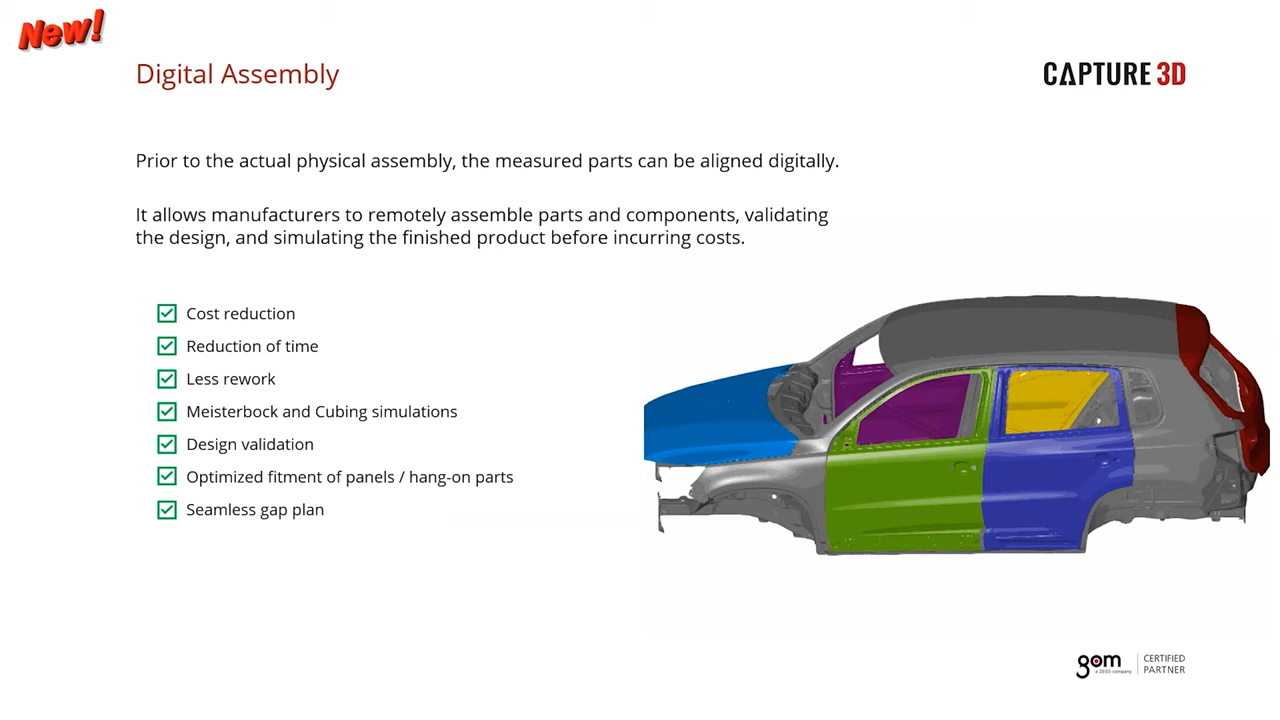 New!
Digital Assembly
CAPTURE 3D
Prior to the actual physical assembly, the measured parts can be aligned digitally.
It allows manufacturers to remotely assemble parts and components, validating
the design, and simulating the finished product before incurring costs.
Cost reduction
Reduction of time
Less rework
Meisterbock and Cubing simulations
Design validation
Optimized fitment of panels / hang-on parts
Seamless gap plan
gom
a ZEISS company
CERTIFIED
PARTNER